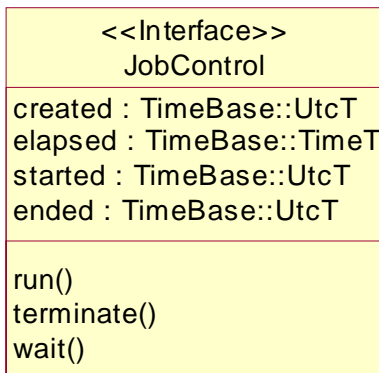 <<Interface>>
JobControl
created : TimeBase::UtcT
elapsed : TimeBase::TimeT
started : TimeBase::UtcT
ended : TimeBase::UtcT
run()
terminate()
wait()